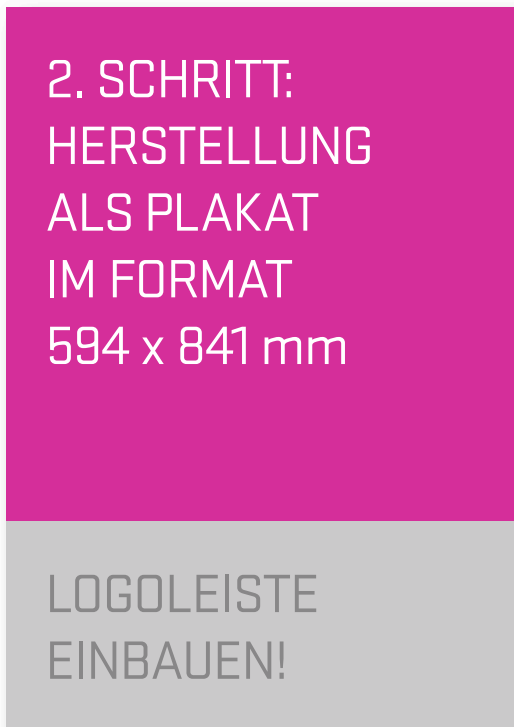 2. SCHRITT:
HERSTELLUNG
ALS PLAKAT
IM FORMAT
594 x 841 mm
LOGOLEISTE
EINBAUEN!